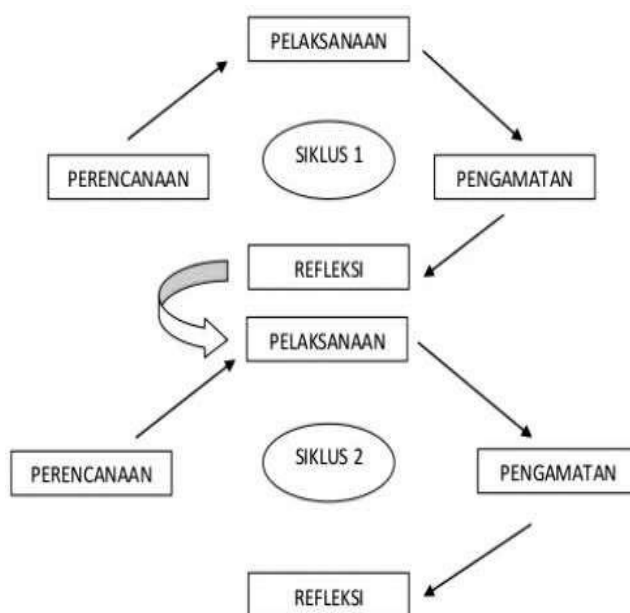 PELAKSANAAN
SIKLUS 1
PERENCANAAN
PENGAMATAN
REFLEKSI
PELAKSANAAN
SIKLUS 2
PERENCANAAN
PENGAMATAN
REFLEKSI